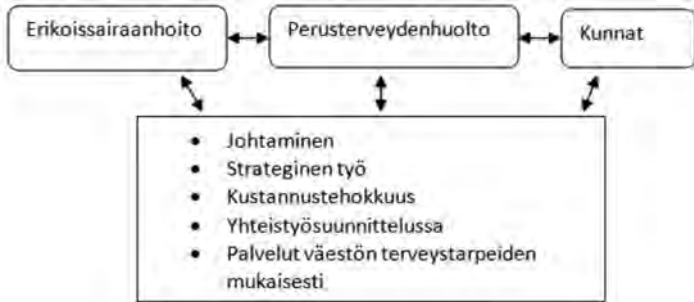 Erikoissairaanhoito
Perusterveydenhuolto
Kunnat
• Johtaminen
• Strateginen työ
• Kustannustehokkuus
• Yhteistyösuunnittelussa
• Palvelut väestön terveystarpeiden
mukaisesti